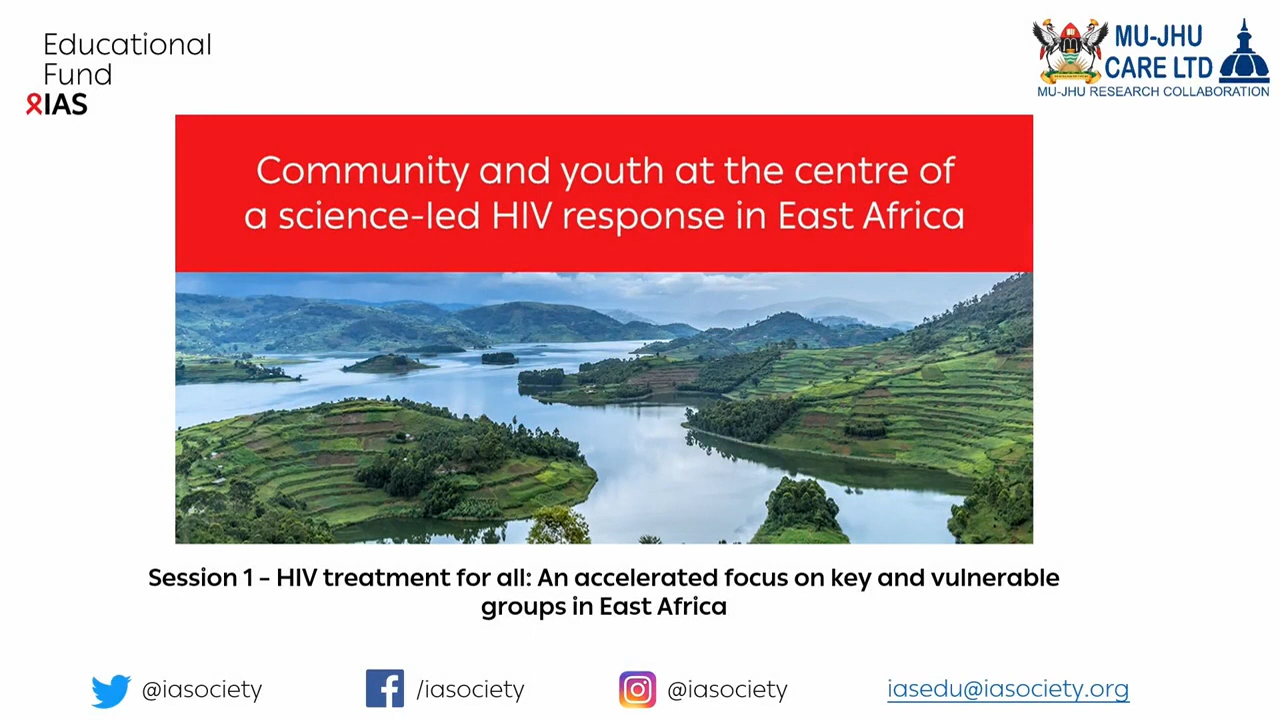 Educational
Fund
IAS
MU-JHU
CARE LTD
MU-JHU RESEARCH COLLABORATION
Community and youth at the centre of
a science-led HIV response in East Africa
Session 1 – HIV treatment for all: An accelerated focus on key and vulnerable
groups in East Africa
@iasociety
/iasociety
@iasociety
iasedu@iasociety.org